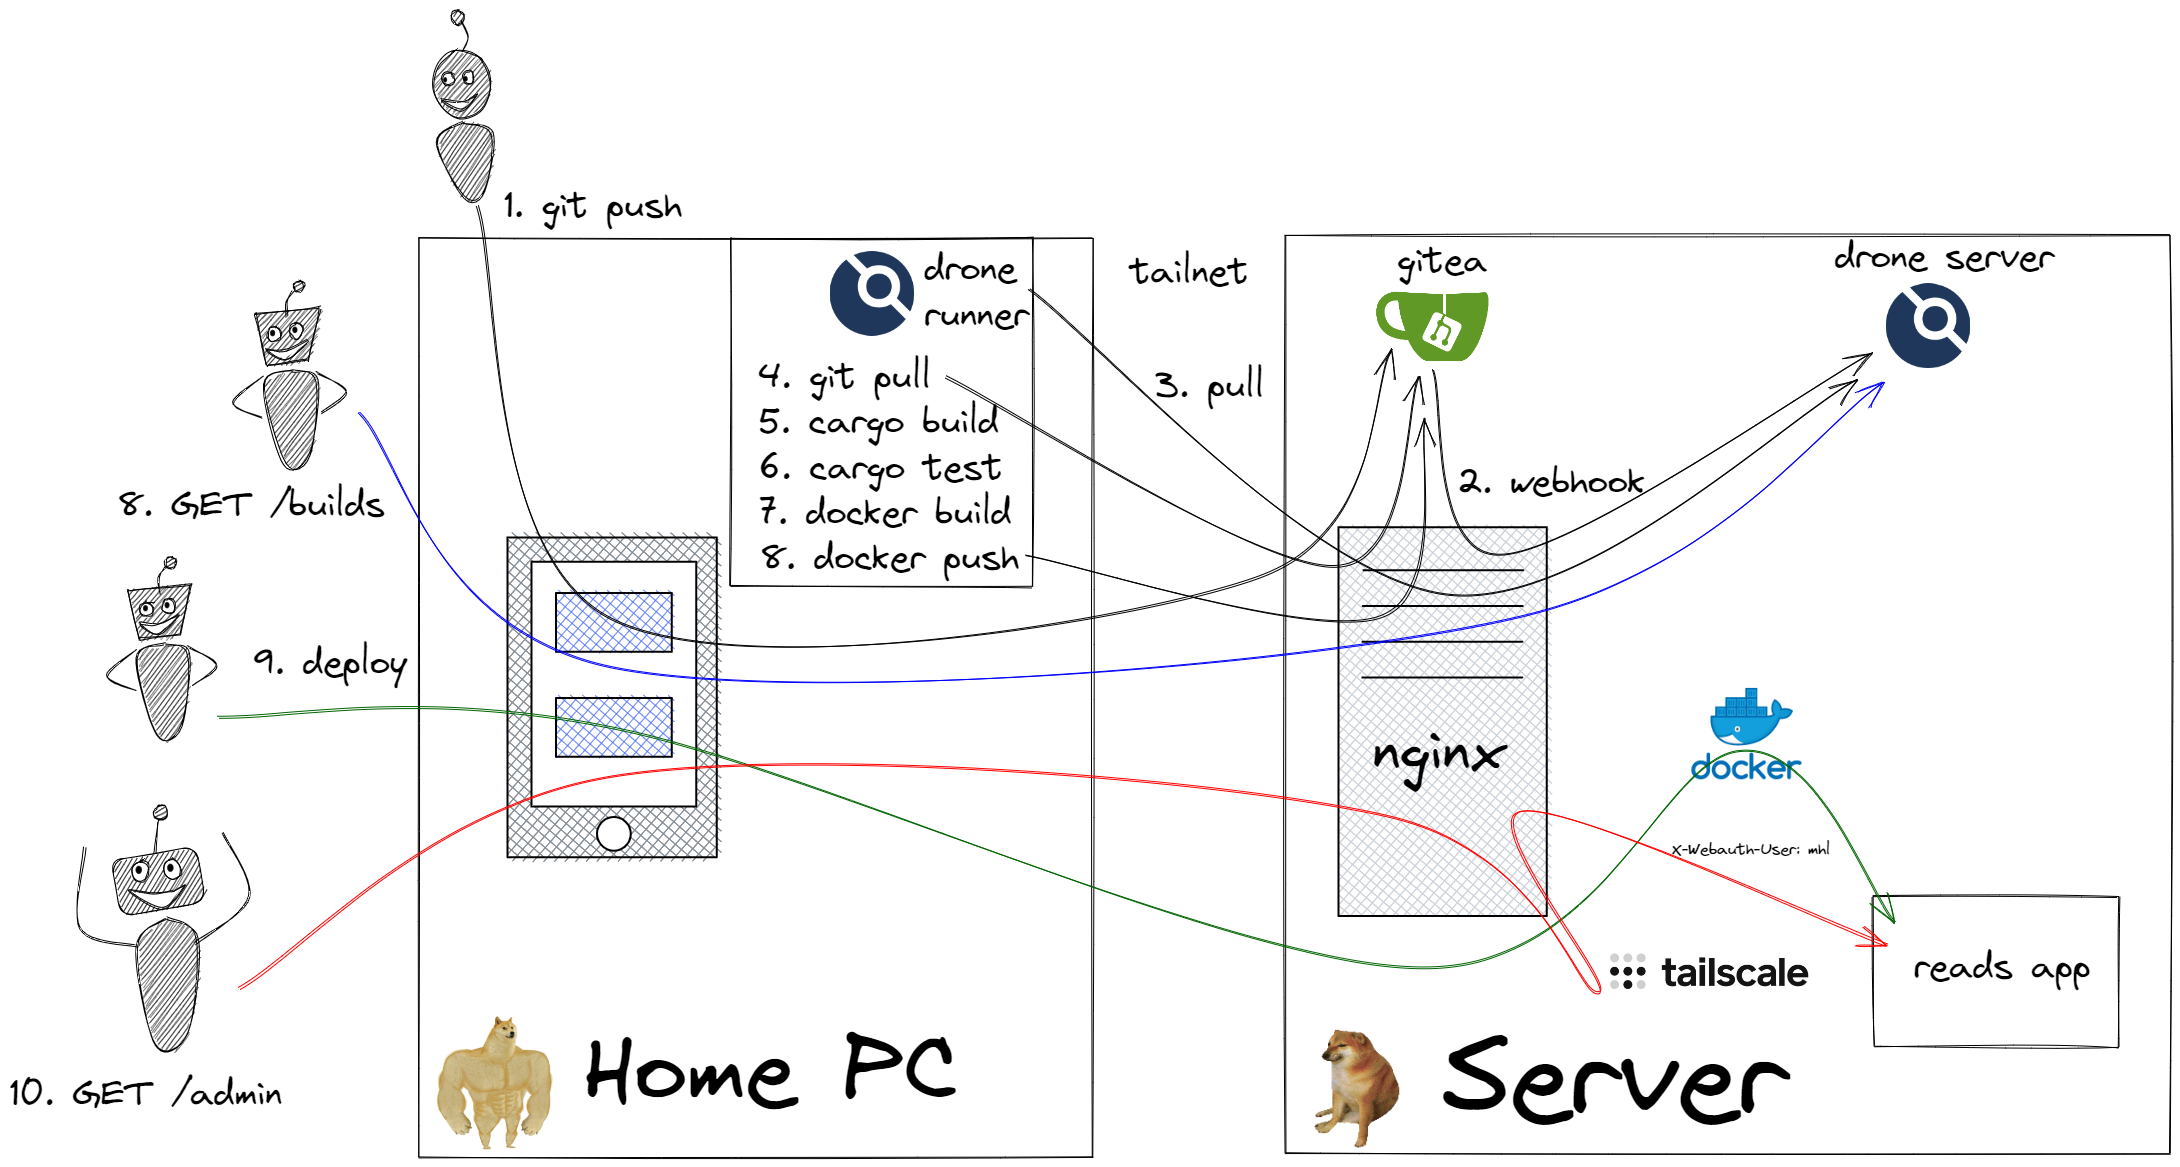 1. git push
drone
runner
tailnet
gitea
drone server
4. git pull
3. pull
5. cargo build
6. cargo test
2. webhook
8. GET /builds
7. docker build
8. docker push
9. deploy
nginx
docker
X-Webauth-User: mhl
tailscale
reads app
Home PC
Server
10. GET /admin